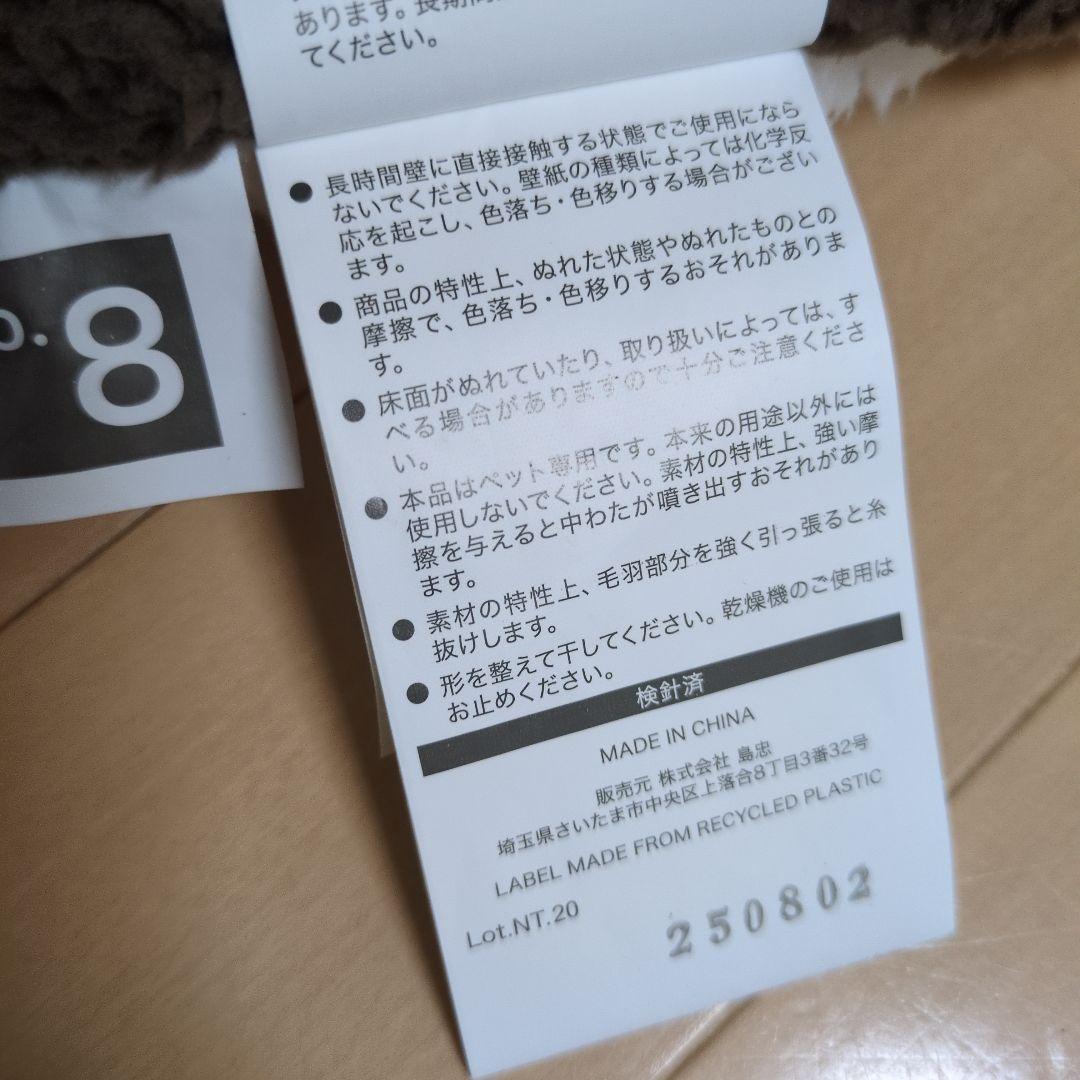 あります。長期間
てください。
● 長時間壁に直接接触する状態でご使用になら
ないでください。壁紙の種類によっては化学反
応を起こし、色落ち・色移りする場合がござい
ます。
● 商品の特性上、ぬれた状態やぬれたものとの
摩擦で、色落ち・色移りするおそれがありま
す。
● 床面がぬれていたり、取り扱いによっては、す
べる場合がありますので十分ご注意くださ
い。
● 本品はペット専用です。本来の用途以外には
使用しないでください。素材の特性上、強い摩
擦を与えると中わたが噴き出すおそれがあり
ます。
● 素材の特性上、毛羽部分を強く引っ張ると糸
抜けします。
● 形を整えて干してください。乾燥機のご使用は
お止めください。
検針済
MADE IN CHINA
販売元 株式会社 島忠
埼玉県さいたま市中央区上落合8丁目3番32号
LABEL MADE FROM RECYCLED PLASTIC
Lot.NT.20
250802
o.8